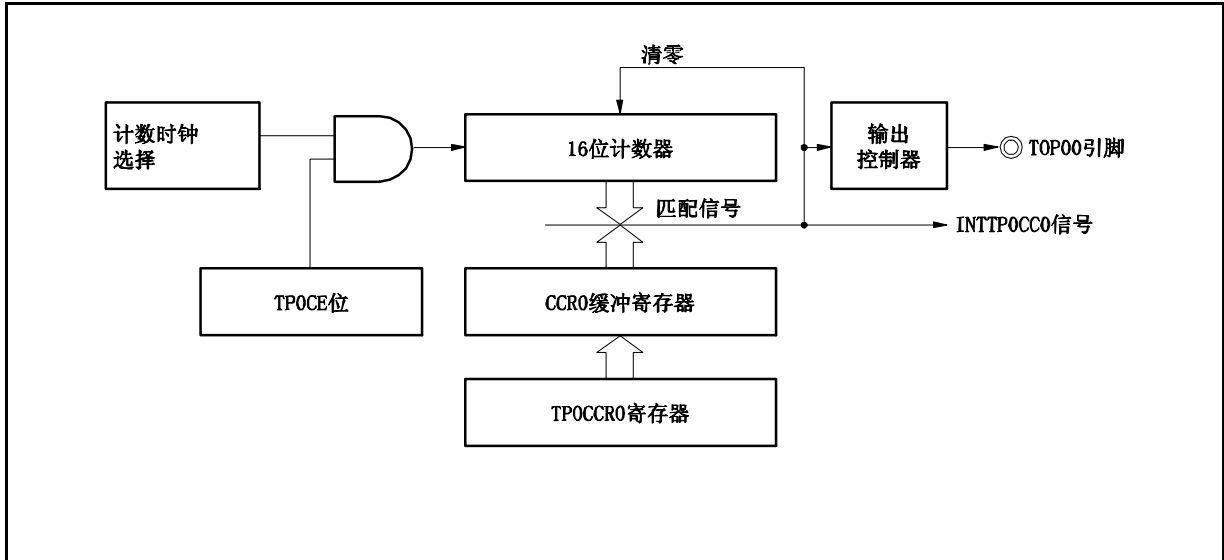 清零
计数时钟
选择
16位计数器
输出
控制器
TOP00引脚
匹配信号
INTTP0CC0信号
TP0CE位
CCR0缓冲寄存器
TP0CCR0寄存器